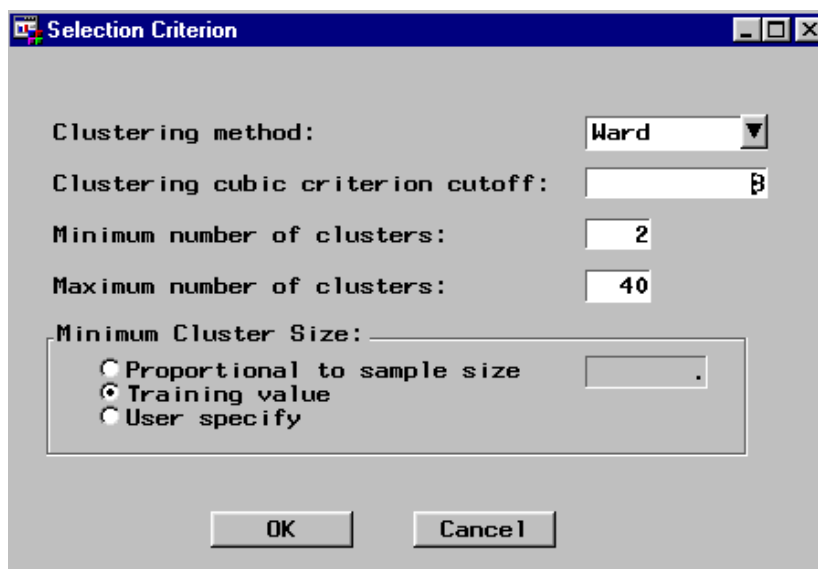 Selection Criterion
Clustering method: Ward
Clustering cubic criterion cutoff: 3
Minimum number of clusters: 2
Maximum number of clusters: 40
Minimum Cluster Size:
Proportional to sample size .
Training value
User specify
OK Cancel